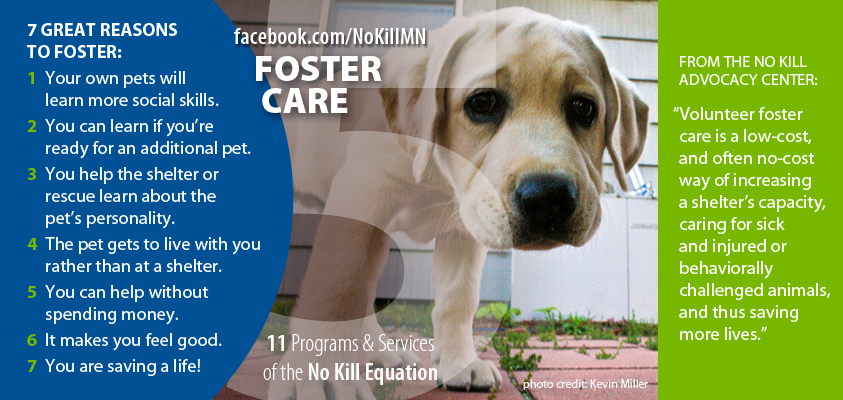 7 GREAT REASONS
TO FOSTER:
1 Your own pets will
learn more social skills.
2 You can learn if you’re
ready for an additional pet.
3 You help the shelter or
rescue learn about the
pet’s personality.
4 The pet gets to live with you
rather than at a shelter.
5 You can help without
spending money.
6 It makes you feel good.
7 You are saving a life!
facebook.com/NoKillMN
FOSTER
CARE
5
11 Programs & Services
of the No Kill Equation
photo credit: Kevin Miller
FROM THE NO KILL
ADVOCACY CENTER:
“Volunteer foster
care is a low-cost,
and often no-cost
way of increasing
a shelter’s capacity,
caring for sick
and injured or
behaviorally
challenged animals,
and thus saving
more lives.”